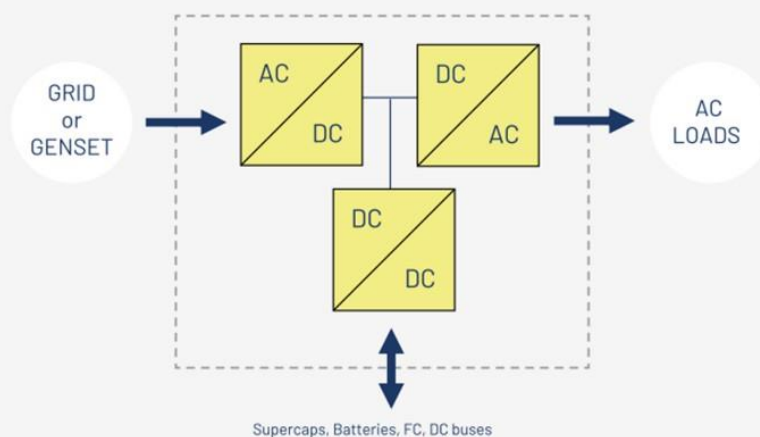 GRID
or
GENSET
AC
DC
DC
AC
AC
LOADS
DC
DC
Supercaps, Batteries, FC, DC buses